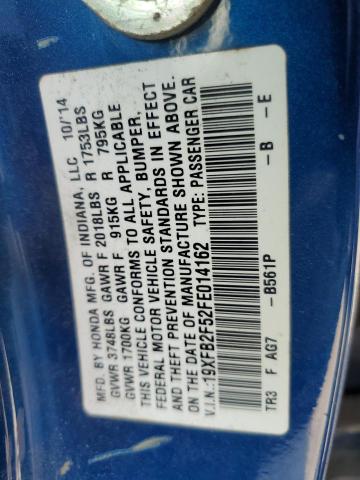 MFD. BY HONDA MFG. OF INDIANA, LLC 10/'14
GVWR 3748LBS GAWR F 2018LBS R 1753LBS
GVWR 1700KG GAWR F 915KG R 795KG
THIS VEHICLE CONFORMS TO ALL APPLICABLE
FEDERAL MOTOR VEHICLE SAFETY, BUMPER,
AND THEFT PREVENTION STANDARDS IN EFFECT
ON THE DATE OF MANUFACTURE SHOWN ABOVE.
V.I.N.: 19XFB2F52FE014162 TYPE: PASSENGER CAR
TR3 F AG7 -B561P -B -E